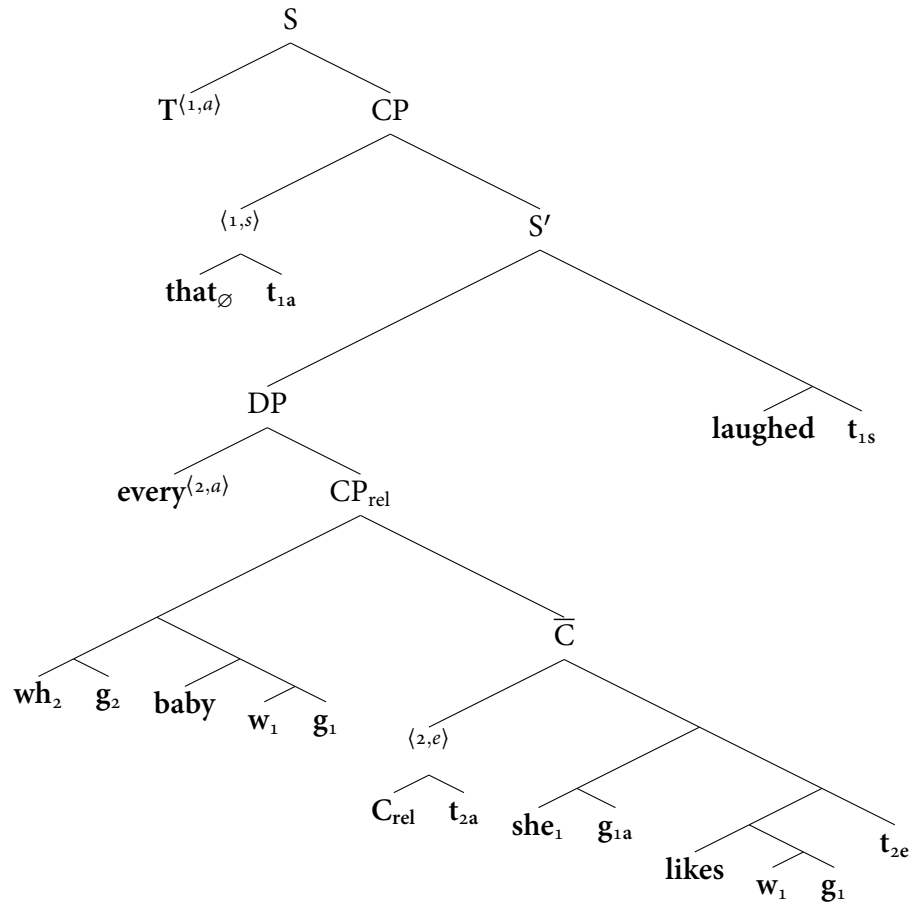 S
T⟨1,a⟩ CP
⟨1,s⟩ S′
that∅ t1a
DP laughed t1s
every⟨2,a⟩ CPrel
C̅
wh2 g2 baby w1 g1
⟨2,e⟩
Crel t2a she1 g1a likes w1 g1 t2e